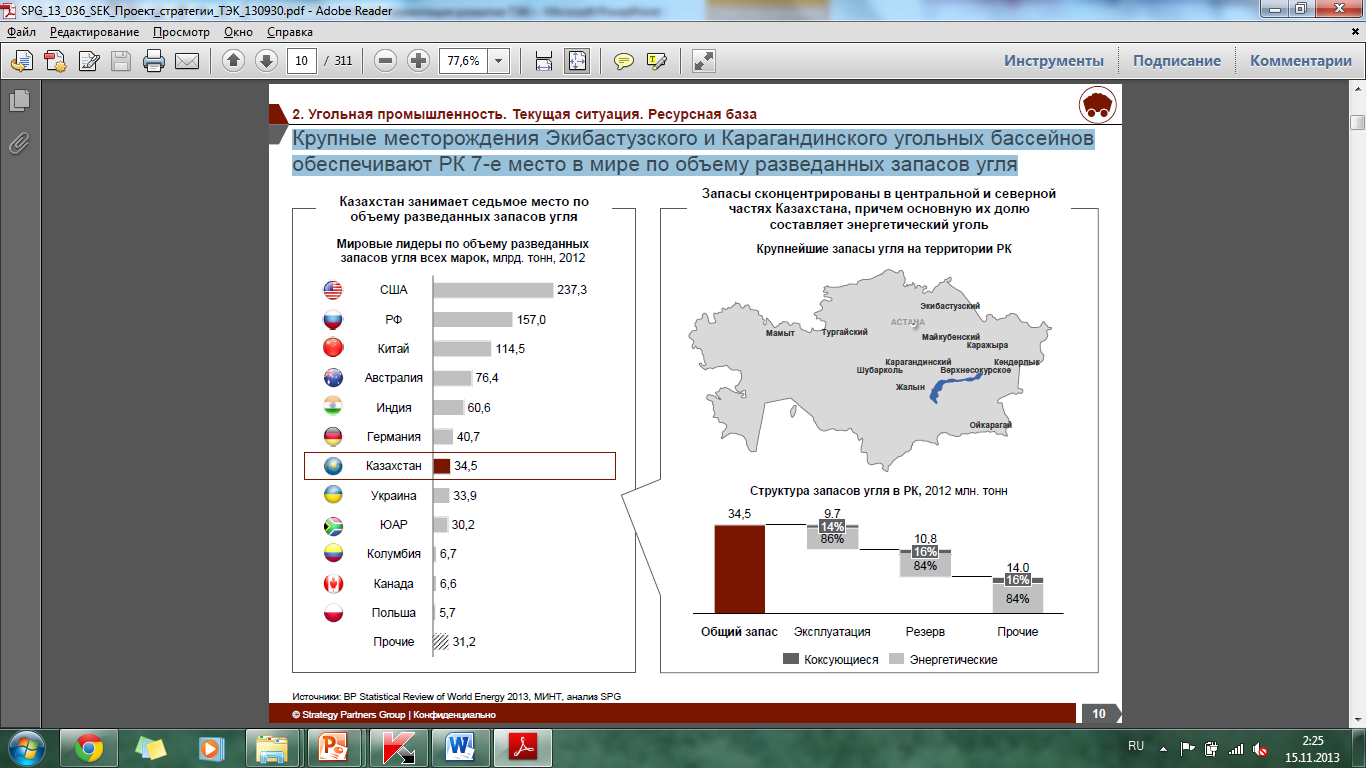 SPG_13_036_SEK_Проект_стратегии_ТЭК_130930.pdf - Adobe Reader
Файл Редактирование Просмотр Окно Справка
10 / 311 77,6% Инструменты Подписание Комментарии
2. Угольная промышленность. Текущая ситуация. Ресурсная база
Крупные месторождения Экибастузского и Карагандинского угольных бассейнов
обеспечивают РК 7-е место в мире по объему разведанных запасов угля
Казахстан занимает седьмое место по
объему разведанных запасов угля
Мировые лидеры по объему разведанных
запасов угля всех марок, млрд. тонн, 2012
США 237,3
РФ 157,0
Китай 114,5
Австралия 76,4
Индия 60,6
Германия 40,7
Казахстан 34,5
Украина 33,9
ЮАР 30,2
Колумбия 6,7
Канада 6,6
Польша 5,7
Прочие 31,2
Запасы сконцентрированы в центральной и северной
частях Казахстана, причем основную их долю
составляет энергетический уголь
Крупнейшие запасы угля на территории РК
Экибастузский
АСТАНА
Мамыт
Тургайский
Майкубенский
Каражыра
Карагандинский
Кендерлык
Шубарколь
Верхнесокурское
Жалын
1
Ойкарагай
Структура запасов угля в РК, 2012 млн. тонн
34,5 9.7
14%
86%
10,8
16%
84%
14.0
16%
84%
Общий запас Эксплуатация Резерв Прочие
Коксующиеся Энергетические
Источники: BP Statistical Review of World Energy 2013, МИНТ, анализ SPG
© Strategy Partners Group | Конфиденциально 10
RU
2:25
15.11.2013